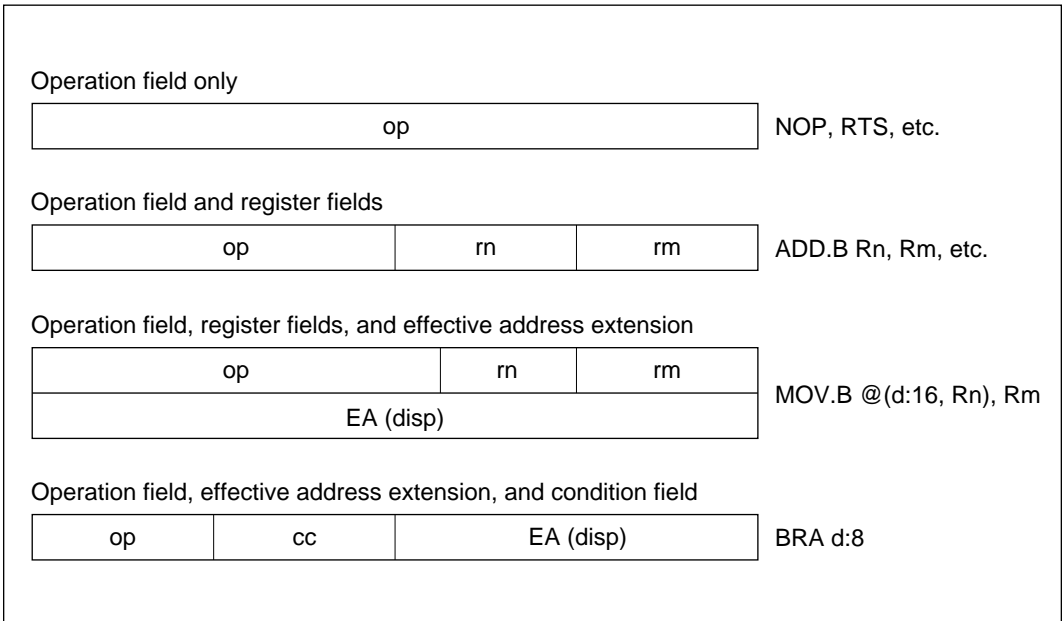 Operation field only
op NOP, RTS, etc.
Operation field and register fields
op rn rm ADD.B Rn, Rm, etc.
Operation field, register fields, and effective address extension
op rn rm
MOV.B @(d:16, Rn), Rm
EA (disp)
Operation field, effective address extension, and condition field
op cc EA (disp) BRA d:8